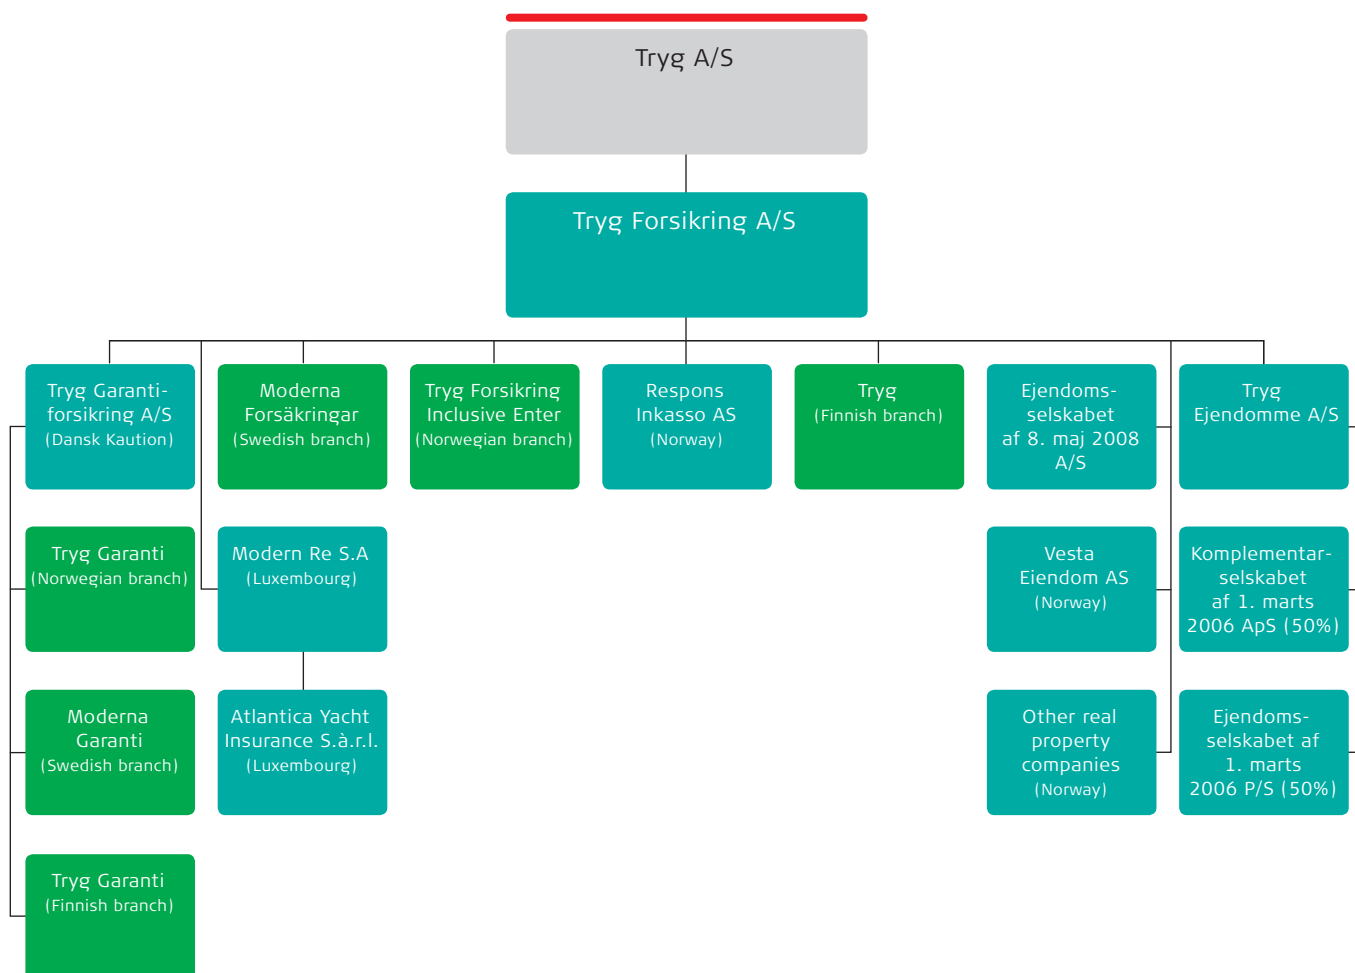 Tryg A/S
Tryg Forsikring A/S
Tryg Garanti-
forsikring A/S
(Dansk Kaution)
Moderna
Forsäkringar
(Swedish branch)
Tryg Forsikring
Inclusive Enter
(Norwegian branch)
Respons
Inkasso AS
(Norway)
Tryg
(Finnish branch)
Ejendoms-
selskabet
af 8. maj 2008
A/S
Tryg
Ejendomme A/S
Tryg Garanti
(Norwegian branch)
Modern Re S.A
(Luxembourg)
Vesta
Eiendom AS
(Norway)
Komplementar-
selskabet
af 1. marts
2006 ApS (50%)
Moderna
Garanti
(Swedish branch)
Atlantica Yacht
Insurance S.à.r.l.
(Luxembourg)
Other real
property
companies
(Norway)
Ejendoms-
selskabet af
1. marts
2006 P/S (50%)
Tryg Garanti
(Finnish branch)